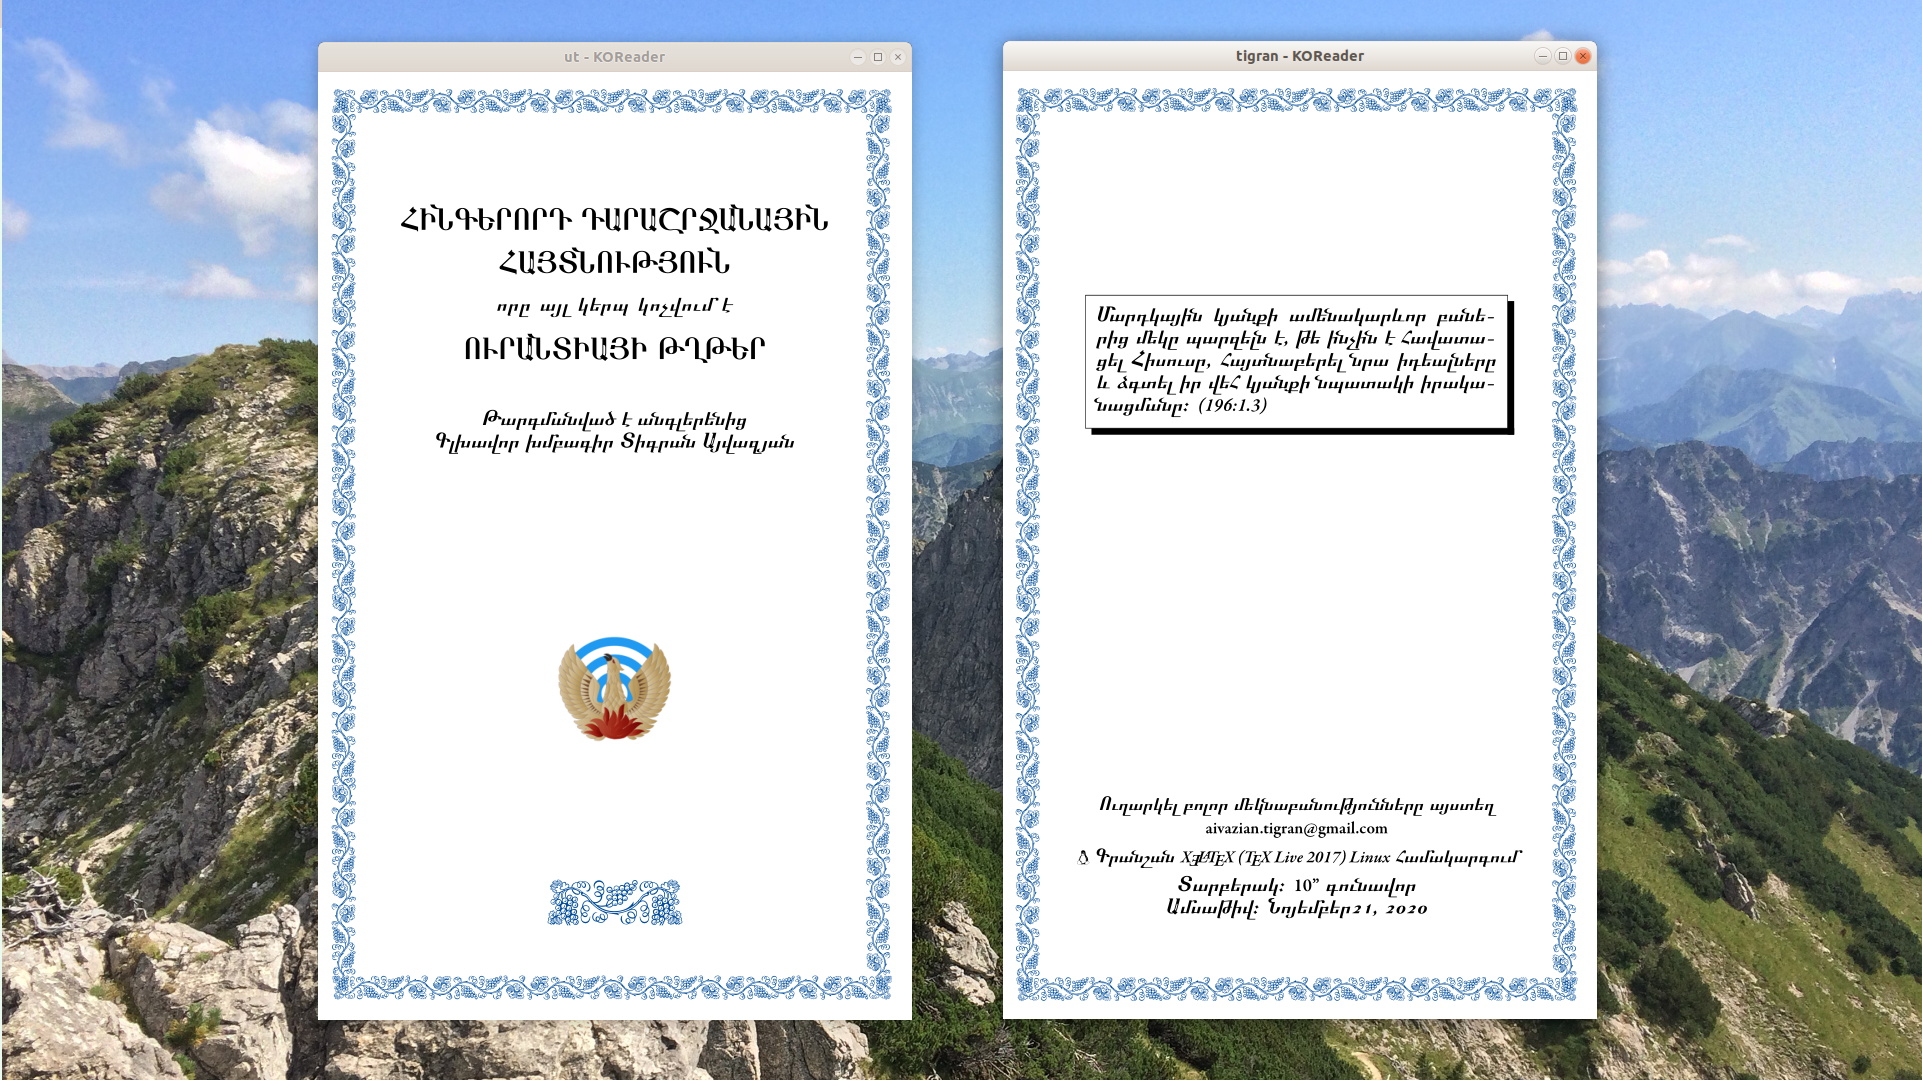 ut - KOReader
ՀԻՆԳԵՐՈՐԴ ԴԱՐԱՇՐՋԱՆԱՅԻՆ
ՀԱՅՏՆՈՒԹՅՈՒՆ
որը այլ կերպ կոչվում է
ՈՒՐԱՆՏԻԱՅԻ ԹՂԹԵՐ
Թարգմանված է անգլերենից
Գլխավոր խմբագիր Տիգրան Այվազյան
tigran - KOReader
Մարդկային կյանքի ամենակարևոր բանե-
րից մեկը պարզելն է, թե ինչին է հավատա-
ցել Հիսուսը, հայտնաբերել նրա իդեալները
և ձգտել իր վեհ կյանքի նպատակի իրակա-
նացմանը։ (196:1.3)
Ուղարկել բոլոր մեկնաբանությունները այստեղ
aivazian.tigran@gmail.com
Գրանշան XƎLATEX (TEX Live 2017) Linux համակարգում
Տարբերակ։ 10” գունավոր
Ամսաթիվ։ Նոյեմբեր21, 2020